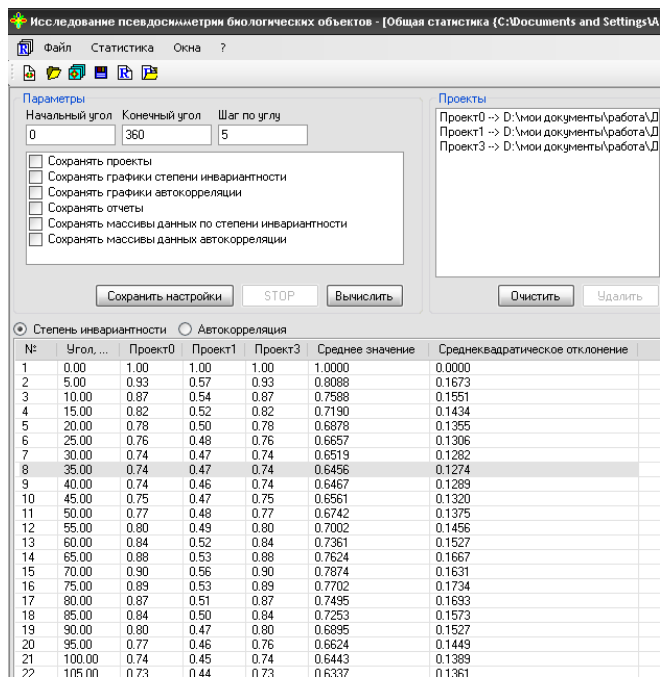 Исследование псевдосимметрии биологических объектов - [Общая статистика {C:\Documents and Settings\A
Файл Статистика Окна ?
Параметры
Начальный угол Конечный угол Шаг по углу
0 360 5
Сохранять проекты
Сохранять графики степени инвариантности
Сохранять графики автокорреляции
Сохранять отчеты
Сохранять массивы данных по степени инвариантности
Сохранять массивы данных автокорреляции
Сохранить настройки STOP Вычислить
Проекты
Проект0 --> D:\мои документы\работа\Д
Проект1 --> D:\мои документы\работа\Д
Проект3 --> D:\мои документы\работа\Д
Очистить Удалить
Степень инвариантности Автокорреляция
№ Угол, ... Проект0 Проект1 Проект3 Среднее значение Среднеквадратическое отклонение
1 0.00 1.00 1.00 1.00 1.0000 0.0000
2 5.00 0.93 0.57 0.93 0.8088 0.1673
3 10.00 0.87 0.54 0.87 0.7588 0.1551
4 15.00 0.82 0.52 0.82 0.7190 0.1434
5 20.00 0.78 0.50 0.78 0.6878 0.1355
6 25.00 0.76 0.48 0.76 0.6657 0.1306
7 30.00 0.74 0.47 0.74 0.6519 0.1282
8 35.00 0.74 0.47 0.74 0.6456 0.1274
9 40.00 0.74 0.46 0.74 0.6467 0.1289
10 45.00 0.75 0.47 0.75 0.6561 0.1320
11 50.00 0.77 0.48 0.77 0.6742 0.1375
12 55.00 0.80 0.49 0.80 0.7002 0.1456
13 60.00 0.84 0.52 0.84 0.7361 0.1527
14 65.00 0.88 0.53 0.88 0.7624 0.1667
15 70.00 0.90 0.56 0.90 0.7874 0.1631
16 75.00 0.89 0.53 0.89 0.7702 0.1734
17 80.00 0.87 0.51 0.87 0.7495 0.1693
18 85.00 0.84 0.50 0.84 0.7253 0.1573
19 90.00 0.80 0.47 0.80 0.6895 0.1527
20 95.00 0.77 0.46 0.76 0.6624 0.1449
21 100.00 0.74 0.45 0.74 0.6443 0.1389
22 105.00 0.73 0.44 0.73 0.6337 0.1361